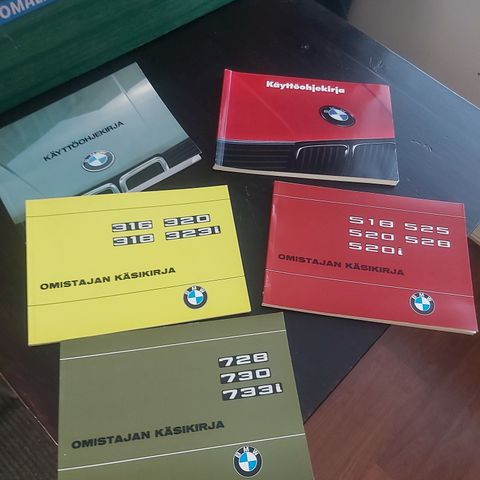 KÄYTTÖOHJEKIRJA
BMW
Käyttöohjekirja
BMW
316 320
318 323i
OMISTAJAN KÄSIKIRJA
BMW
518 525
520 528
520i
OMISTAJAN KÄSIKIRJA
BMW
728
730
733i
OMISTAJAN KÄSIKIRJA
BMW